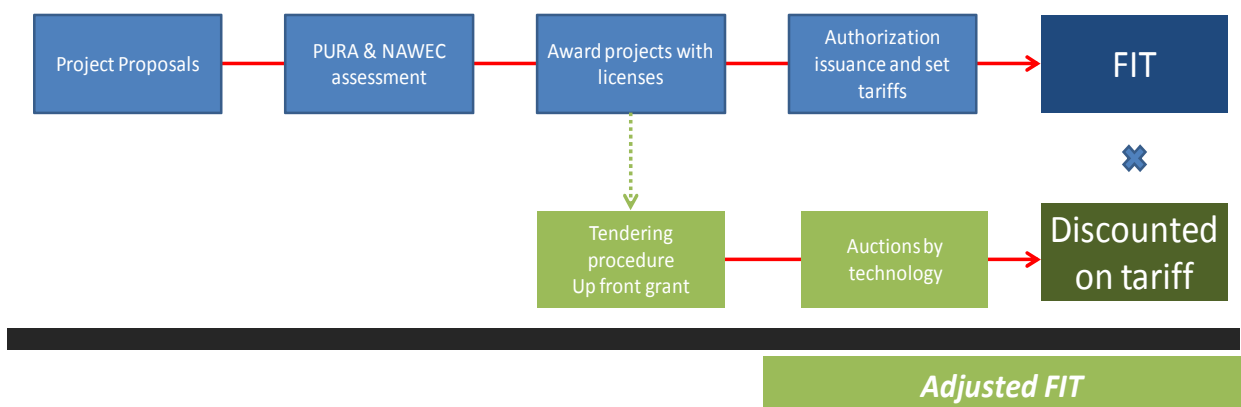 Project Proposals
PURA & NAWEC
assessment
Award projects with
licenses
Authorization
issuance and set
tariffs
FIT
Tendering
procedure
Up front grant
Auctions by
technology
Discounted
on tariff
Adjusted FIT